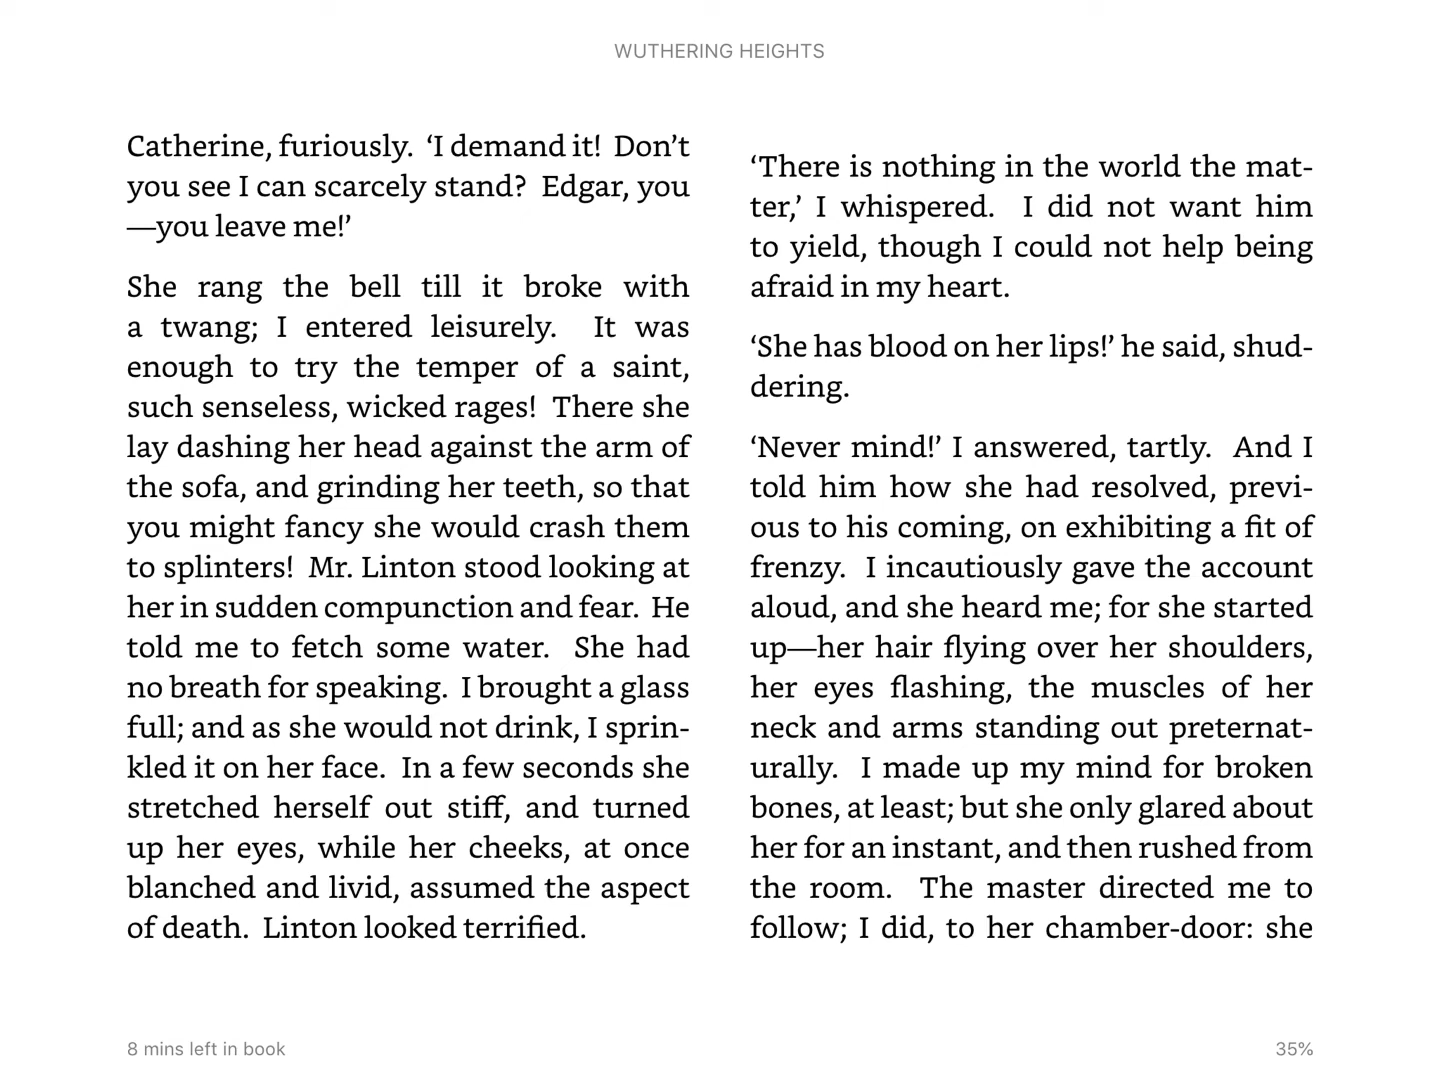 WUTHERING HEIGHTS
Catherine, furiously.  ‘I demand it!  Don’t
you see I can scarcely stand?  Edgar, you
—you leave me!’
She rang the bell till it broke with
a twang; I entered leisurely.  It was
enough to try the temper of a saint,
such senseless, wicked rages!  There she
lay dashing her head against the arm of
the sofa, and grinding her teeth, so that
you might fancy she would crash them
to splinters!  Mr. Linton stood looking at
her in sudden compunction and fear.  He
told me to fetch some water.  She had
no breath for speaking.  I brought a glass
full; and as she would not drink, I sprin-
kled it on her face.  In a few seconds she
stretched herself out stiff, and turned
up her eyes, while her cheeks, at once
blanched and livid, assumed the aspect
of death.  Linton looked terrified.
‘There is nothing in the world the mat-
ter,’ I whispered.  I did not want him
to yield, though I could not help being
afraid in my heart.
‘She has blood on her lips!’ he said, shud-
dering.
‘Never mind!’ I answered, tartly.  And I
told him how she had resolved, previ-
ous to his coming, on exhibiting a fit of
frenzy.  I incautiously gave the account
aloud, and she heard me; for she started
up—her hair flying over her shoulders,
her eyes flashing, the muscles of her
neck and arms standing out preternat-
urally.  I made up my mind for broken
bones, at least; but she only glared about
her for an instant, and then rushed from
the room.  The master directed me to
follow; I did, to her chamber-door: she
8 mins left in book
35%